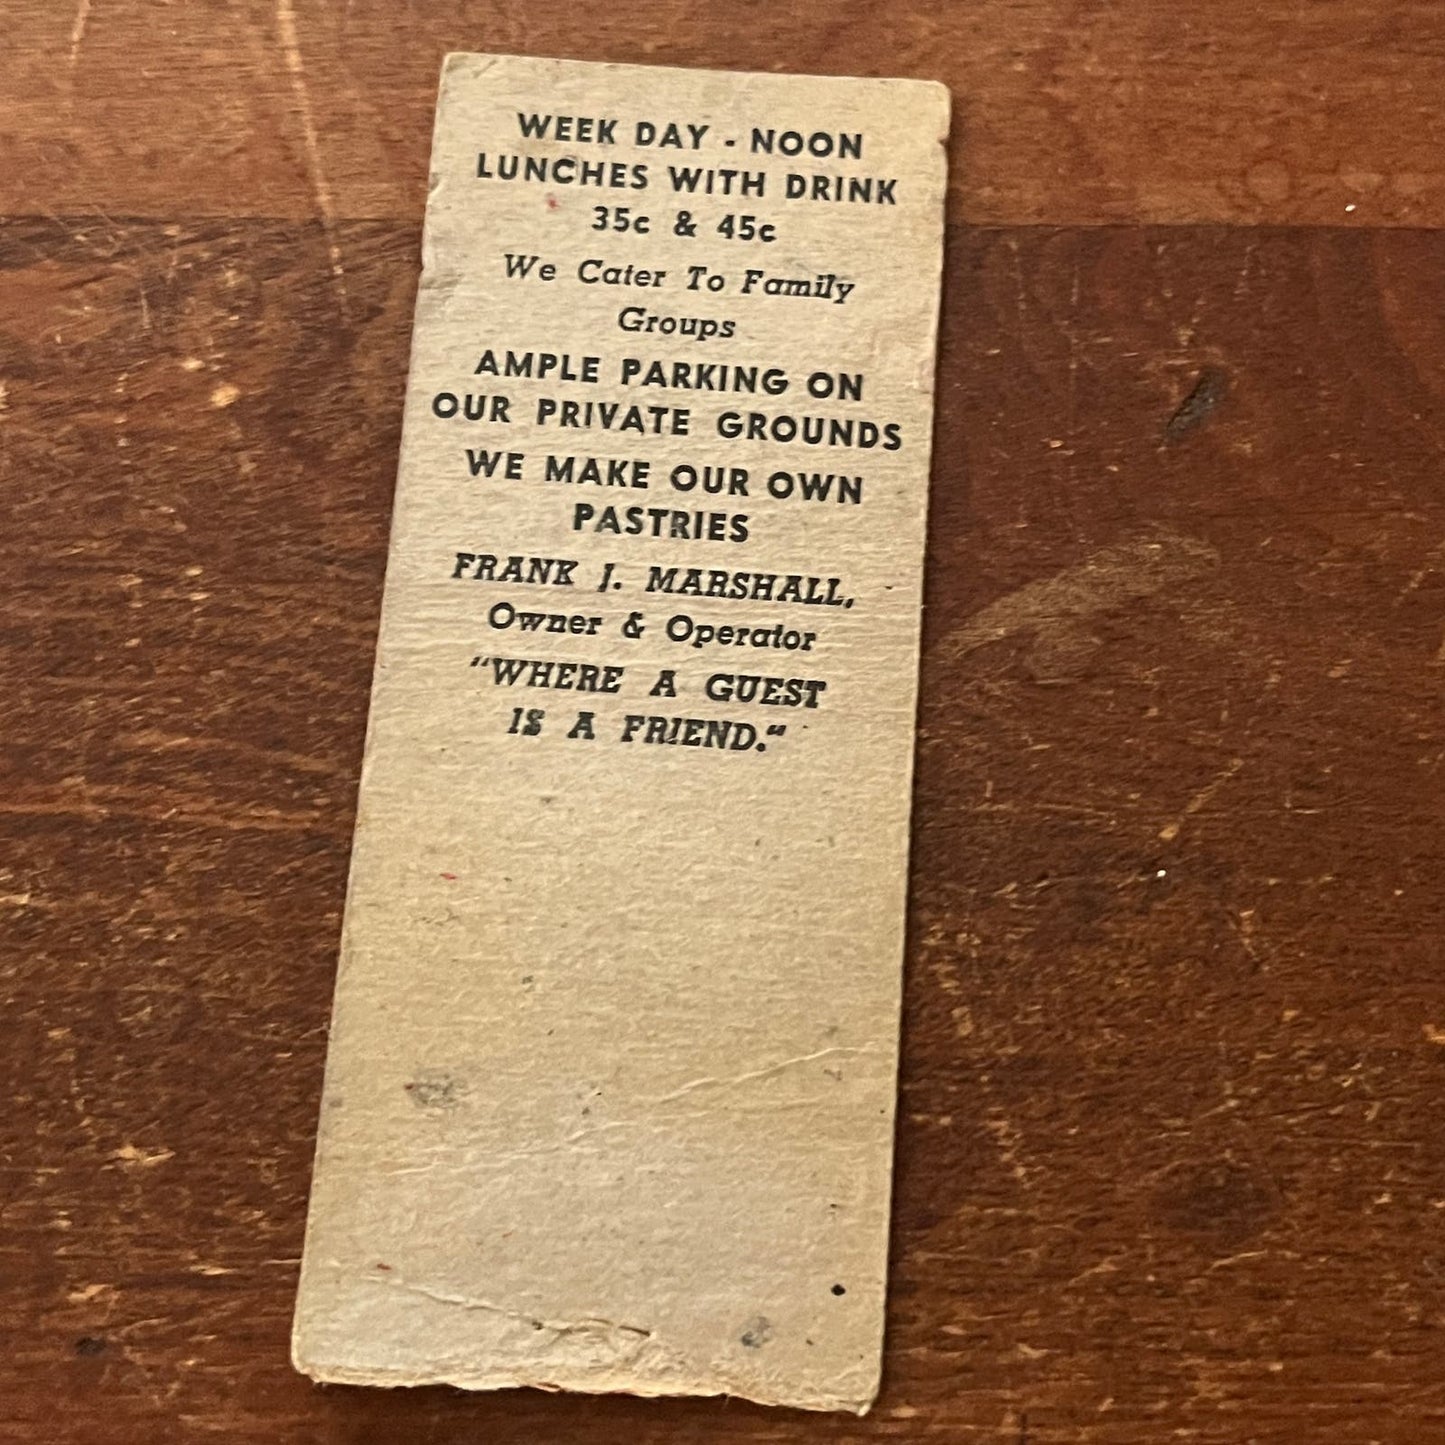 WEEK DAY - NOON
LUNCHES WITH DRINK
35c & 45c
We Cater To Family
Groups
AMPLE PARKING ON
OUR PRIVATE GROUNDS
WE MAKE OUR OWN
PASTRIES
FRANK J. MARSHALL,
Owner & Operator
"WHERE A GUEST
IS A FRIEND."